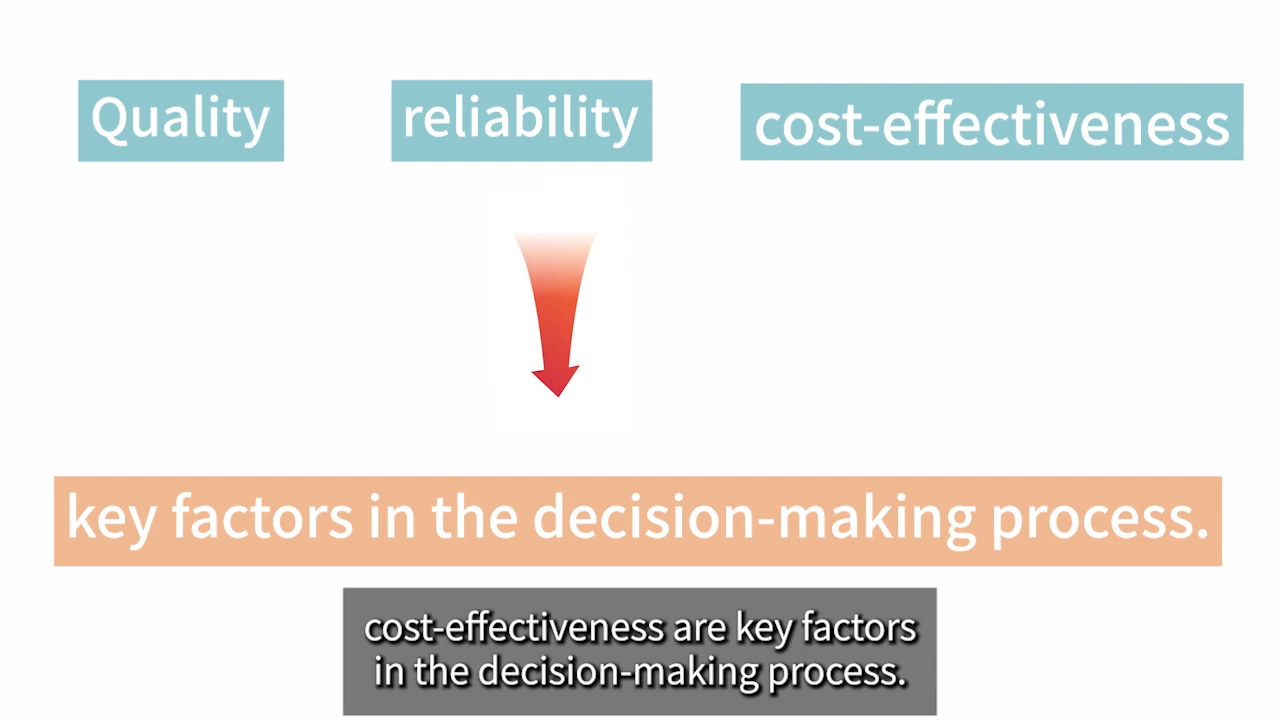 Quality
reliability
cost-effectiveness
key factors in the decision-making process.
cost-effectiveness are key factors
in the decision-making process.